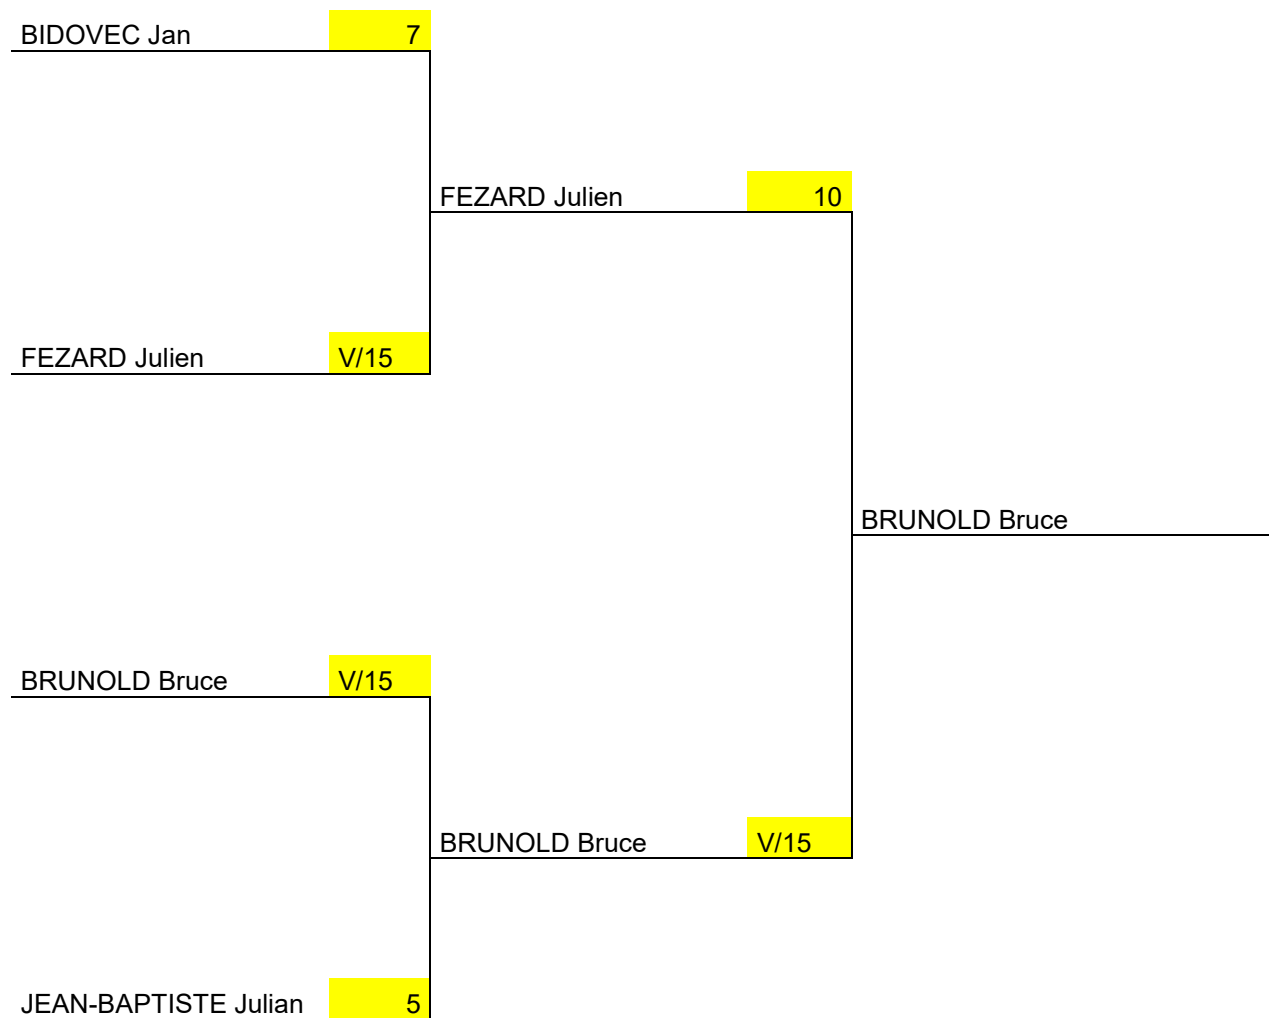 BIDOVEC Jan 7
FEZARD Julien 10
FEZARD Julien V/15
BRUNOLD Bruce
BRUNOLD Bruce V/15
BRUNOLD Bruce V/15
JEAN-BAPTISTE Julian 5